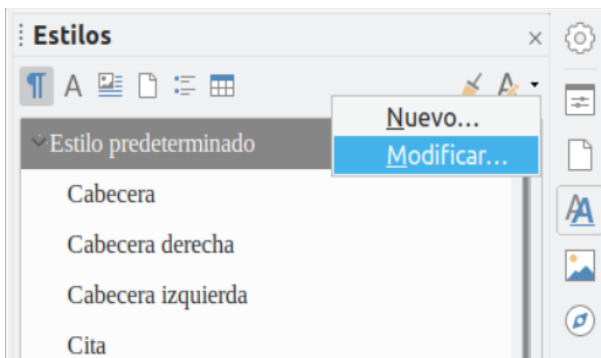 Estilos
Nuevo...
Modificar...
Estilo predeterminado
Cabecera
Cabecera derecha
Cabecera izquierda
Cita